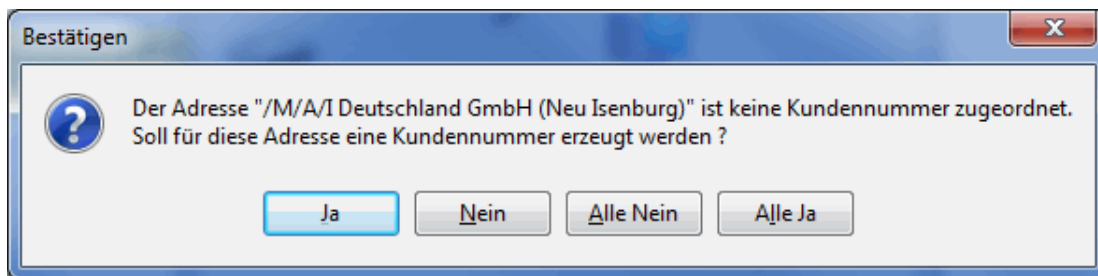 Bestätigen
Der Adresse "/M/A/I Deutschland GmbH (Neu Isenburg)" ist keine Kundennummer zugeordnet.
Soll für diese Adresse eine Kundennummer erzeugt werden ?
Ja Nein Alle Nein Alle Ja